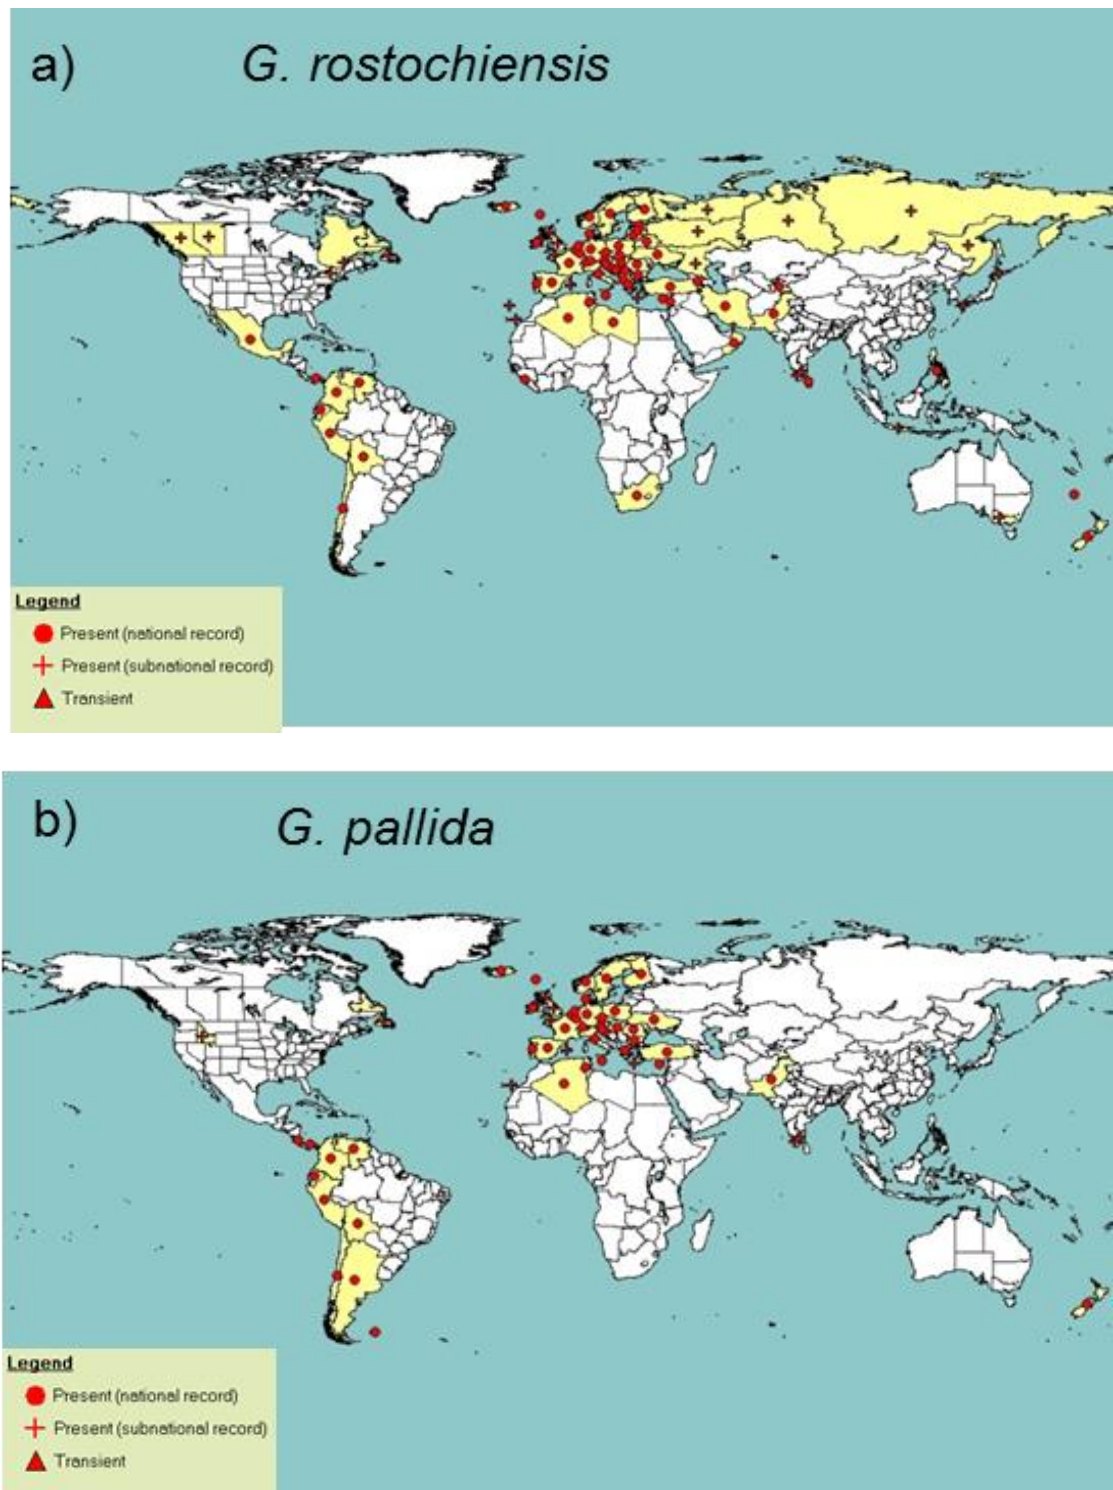 a)
G. rostochiensis
Legend
Present (national record)
Present (subnational record)
Transient
b)
G. pallida
Legend
Present (national record)
Present (subnational record)
Transient